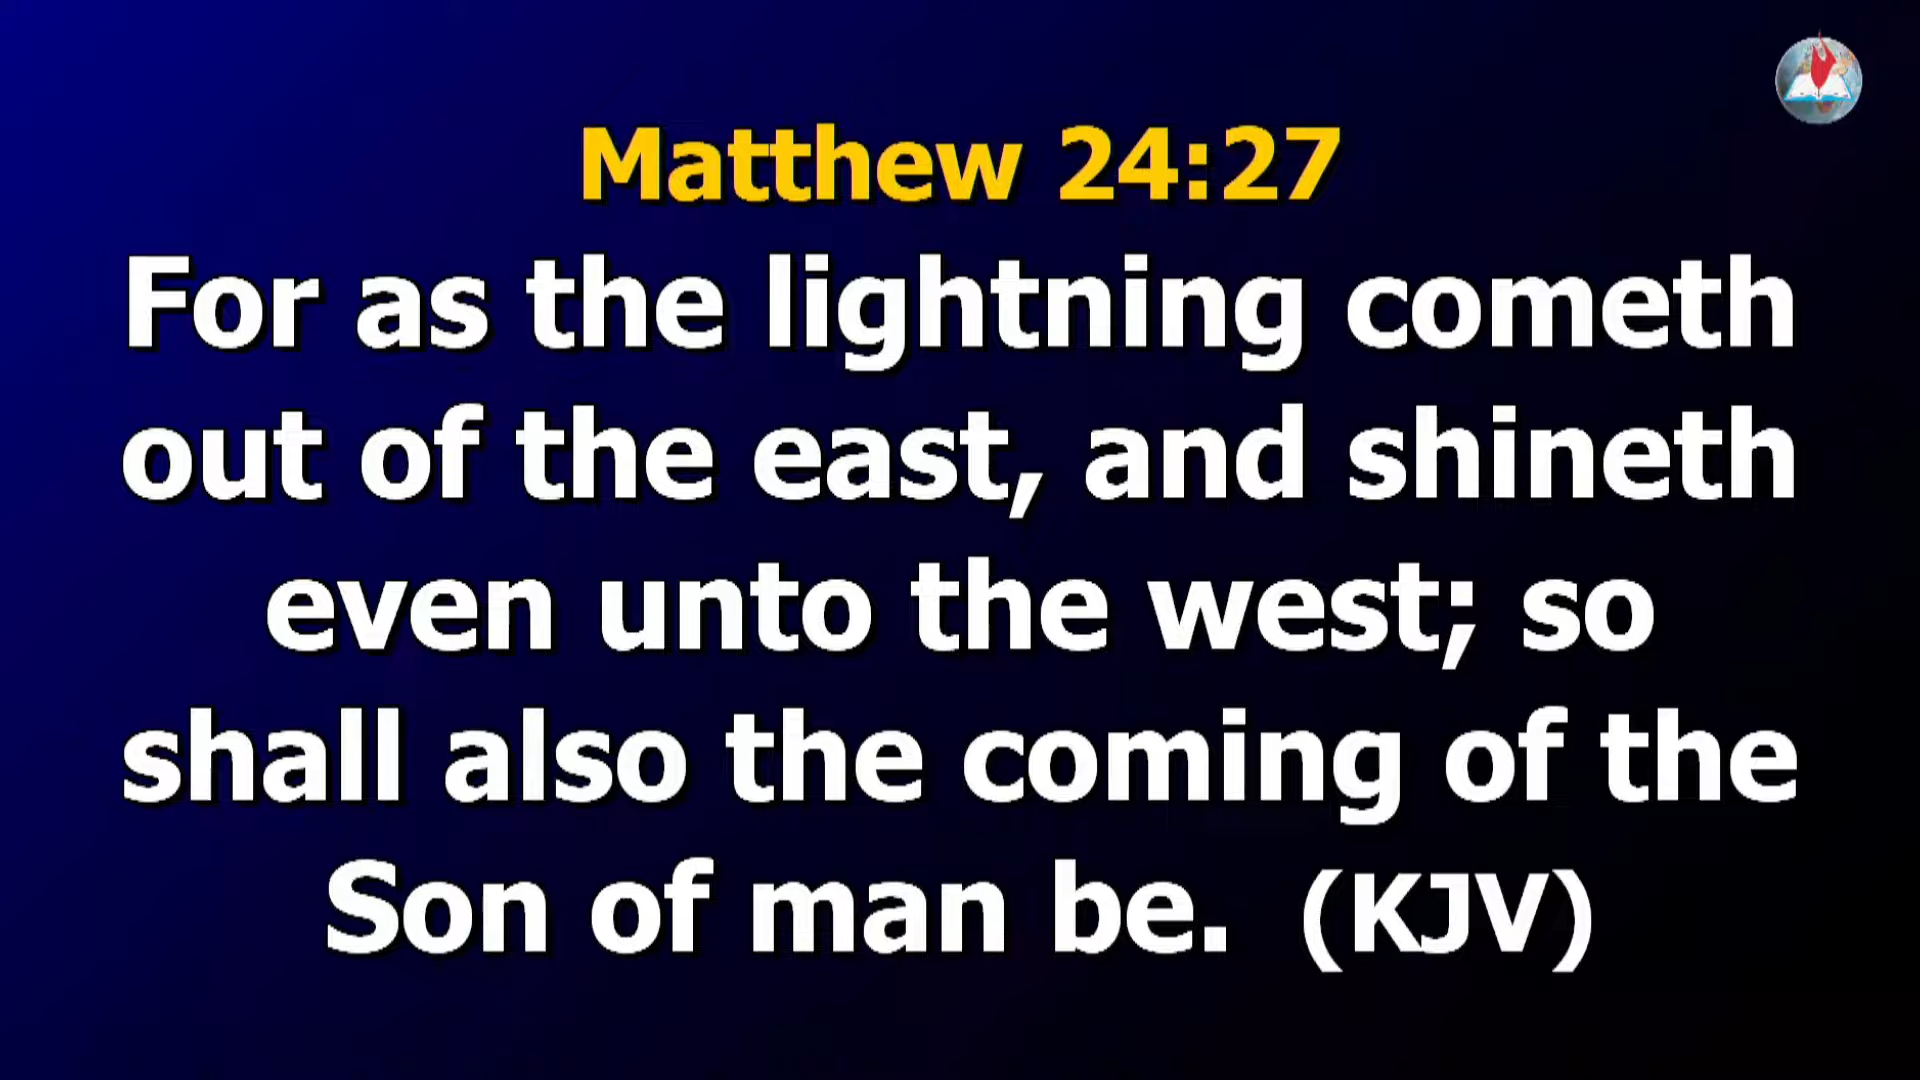 Matthew 24:27
For as the lightning cometh
out of the east, and shineth
even unto the west; so
shall also the coming of the
Son of man be. (KJV)